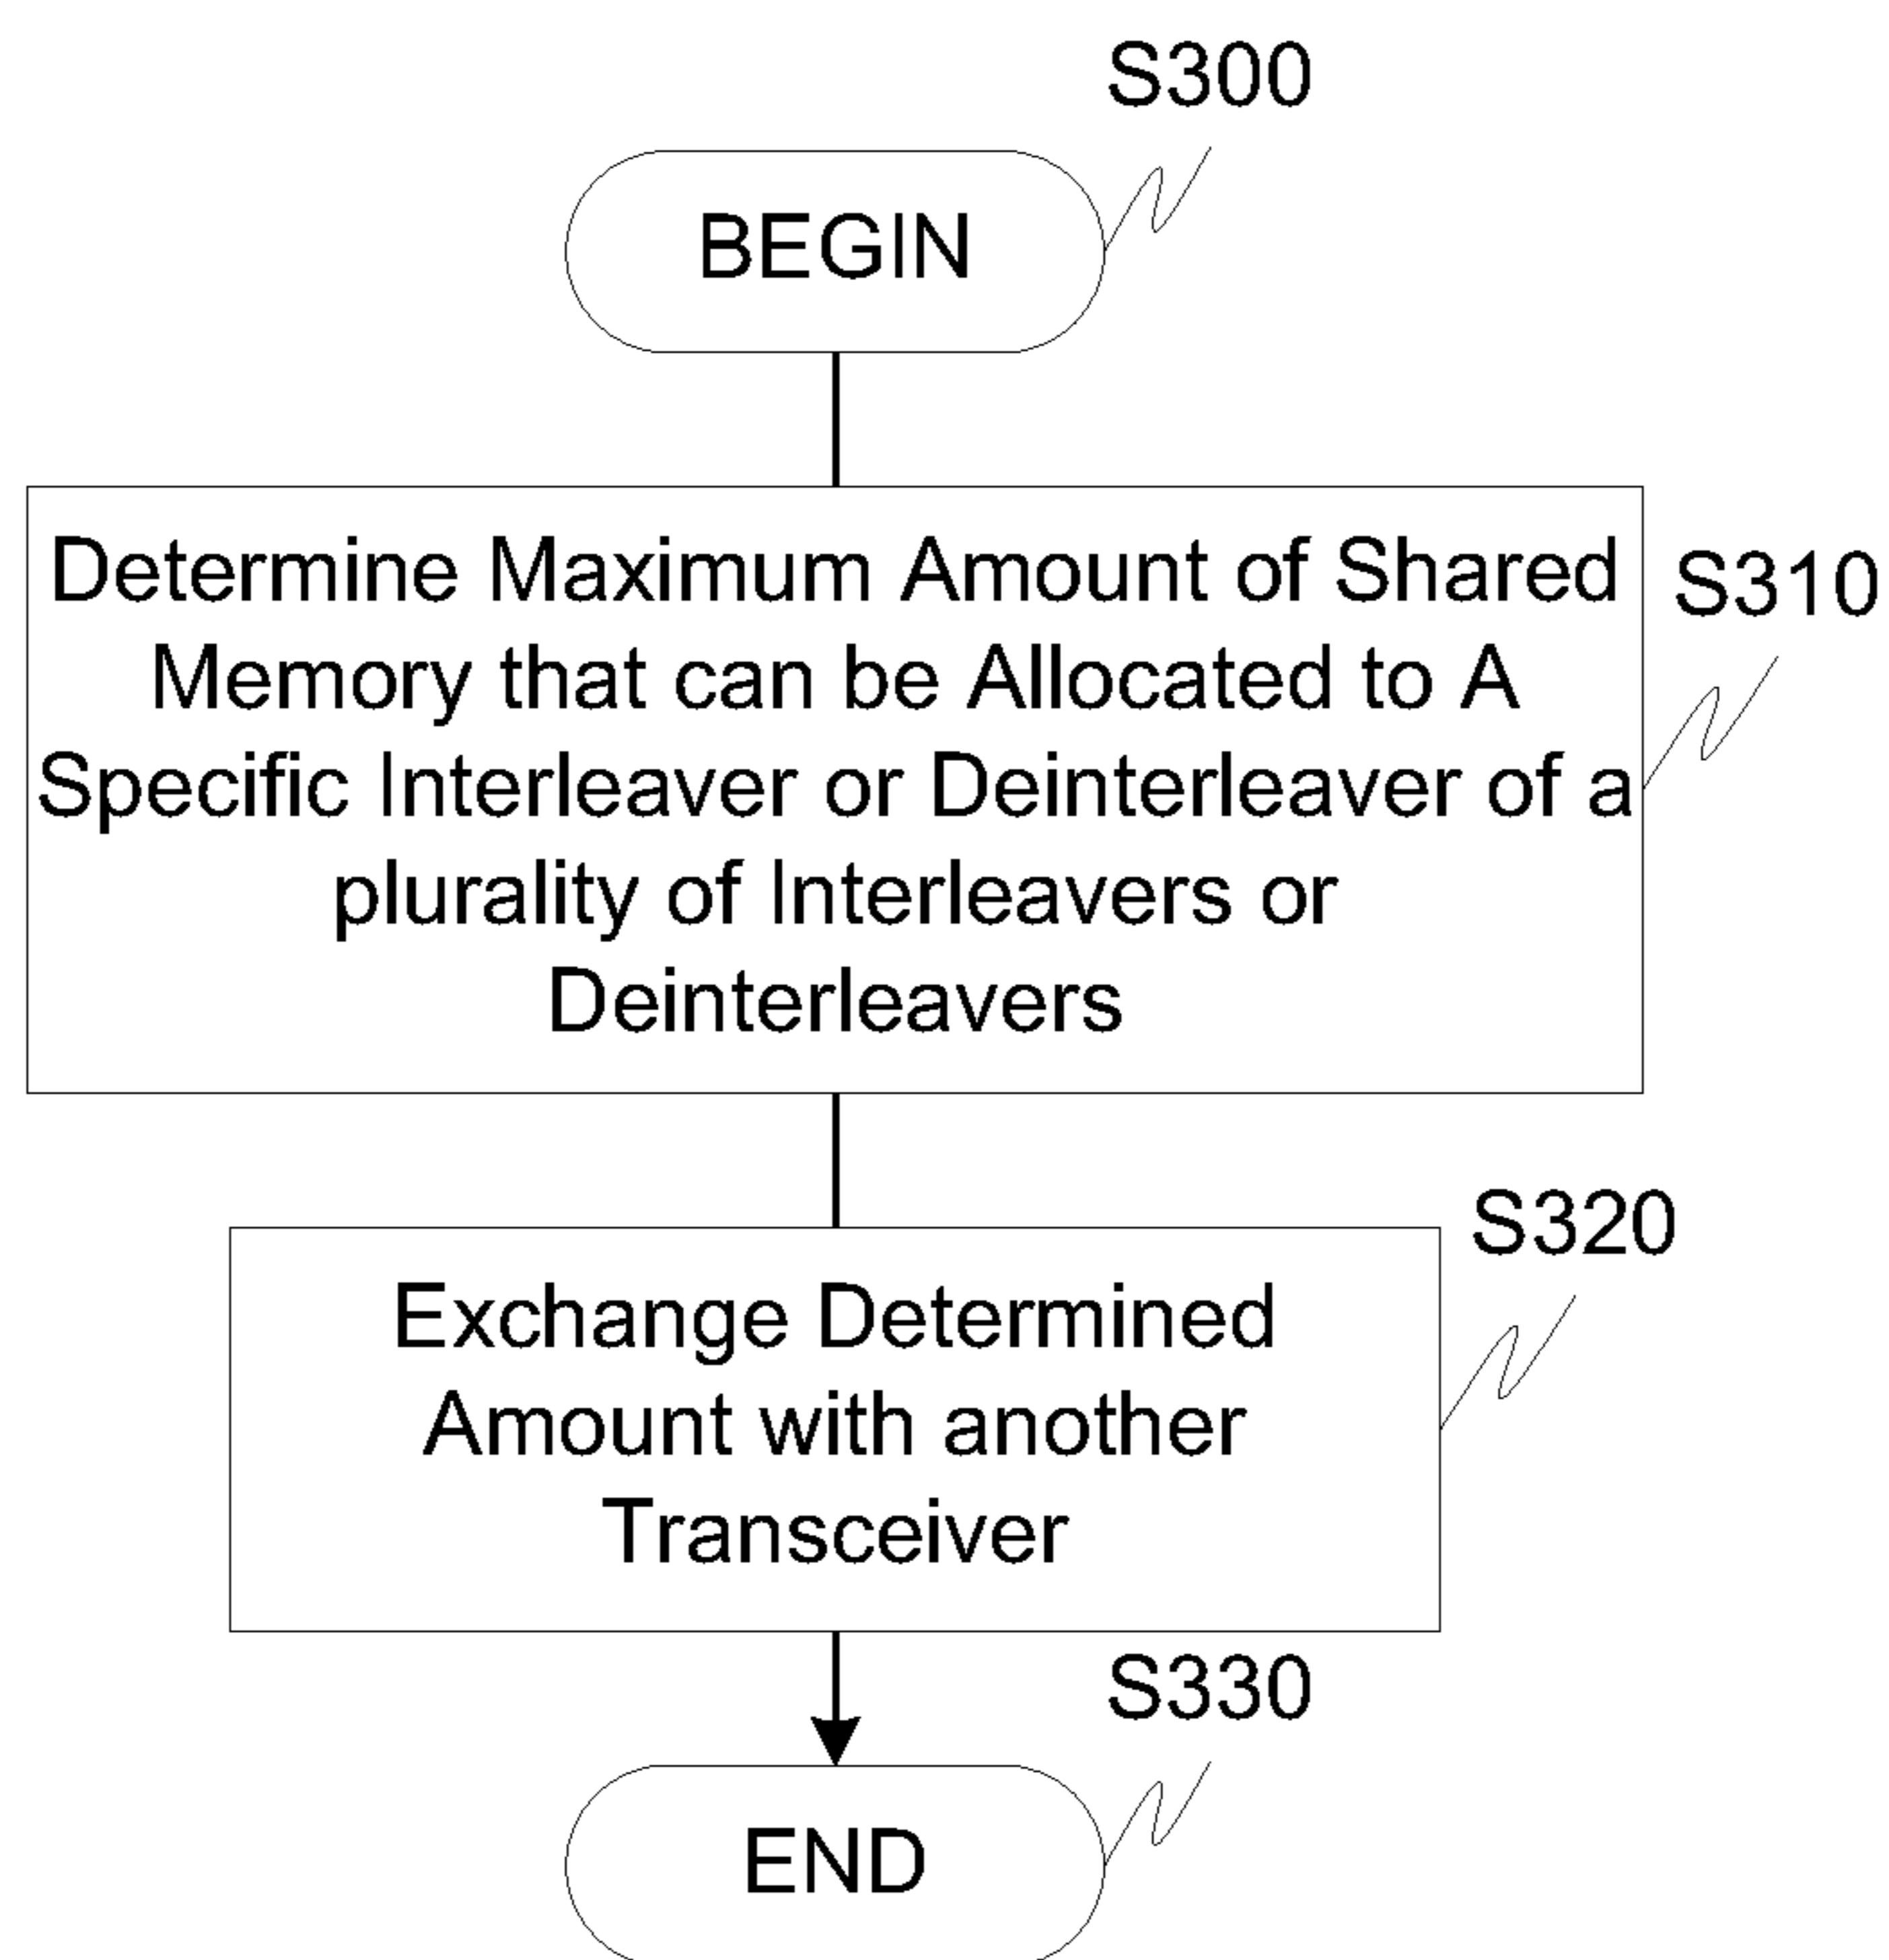 S300
BEGIN
Determine Maximum Amount of Shared
Memory that can be Allocated to A
Specific Interleaver or Deinterleaver of a
plurality of Interleavers or
Deinterleavers
S310
S320
Exchange Determined
Amount with another
Transceiver
S330
END